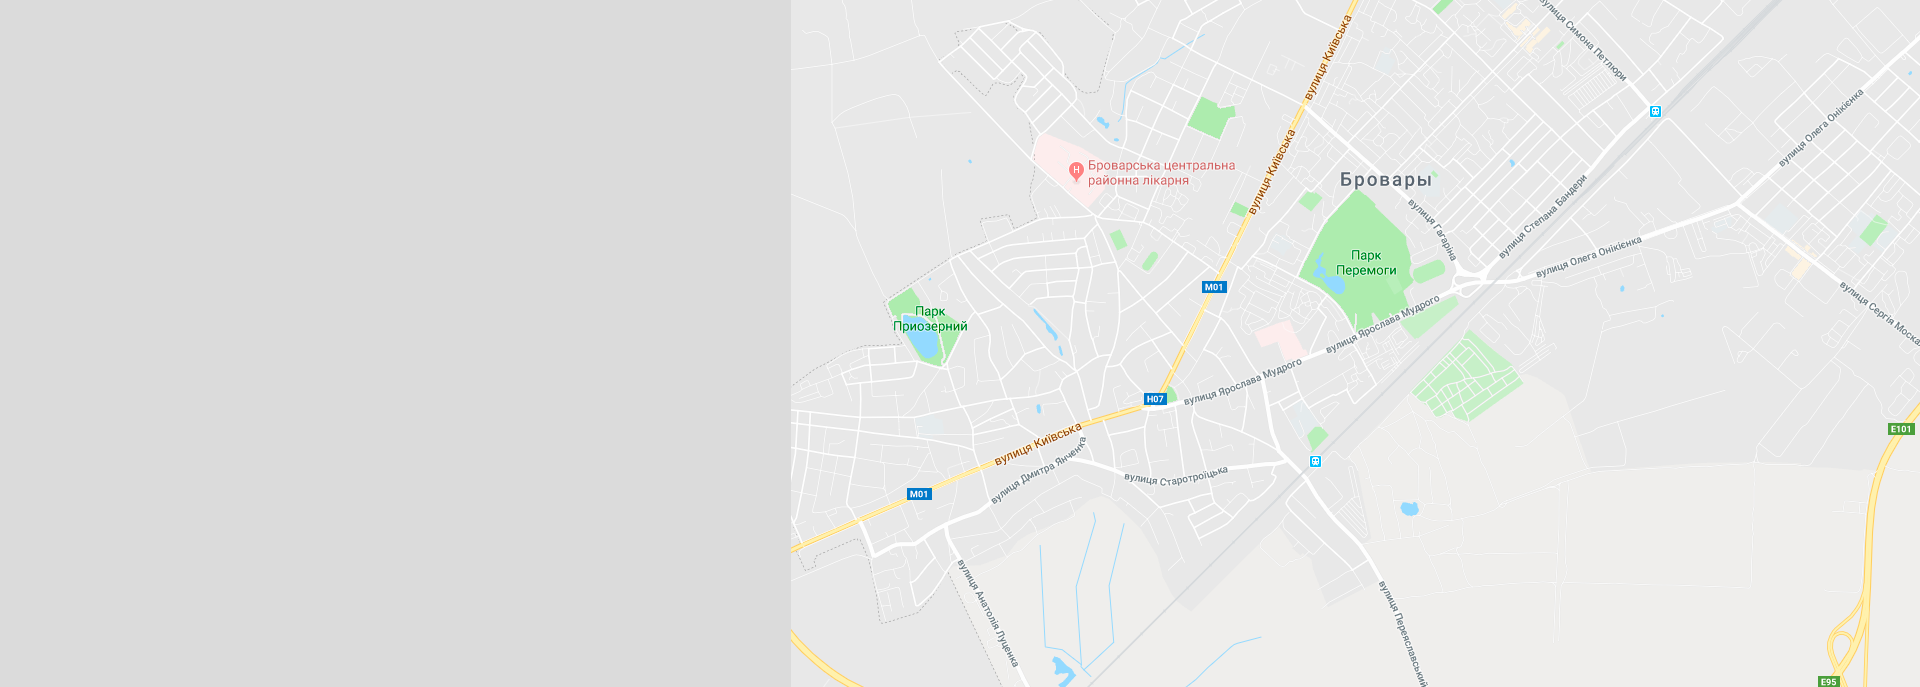 вулиця Симона Петлюри
вулиця Київська
вулиця Олега Онікієнка
вулиця Київська
Броварська центральна
районна лікарня
Бровары
вулиця Гагаріна
вулиця Степана Бандери
вулиця Олега Онікієнка
Парк
Перемоги
M01
вулиця Сергія Моска
Парк
Приозерний
вулиця Ярослава Мудрого
вулиця Ярослава Мудрого
H07
E101
вулиця Київська
вулиця Дмитра Янченка
вулиця Старотроїцька
M01
вулиця Анатолія Луценка
вулиця Переяславський
E95